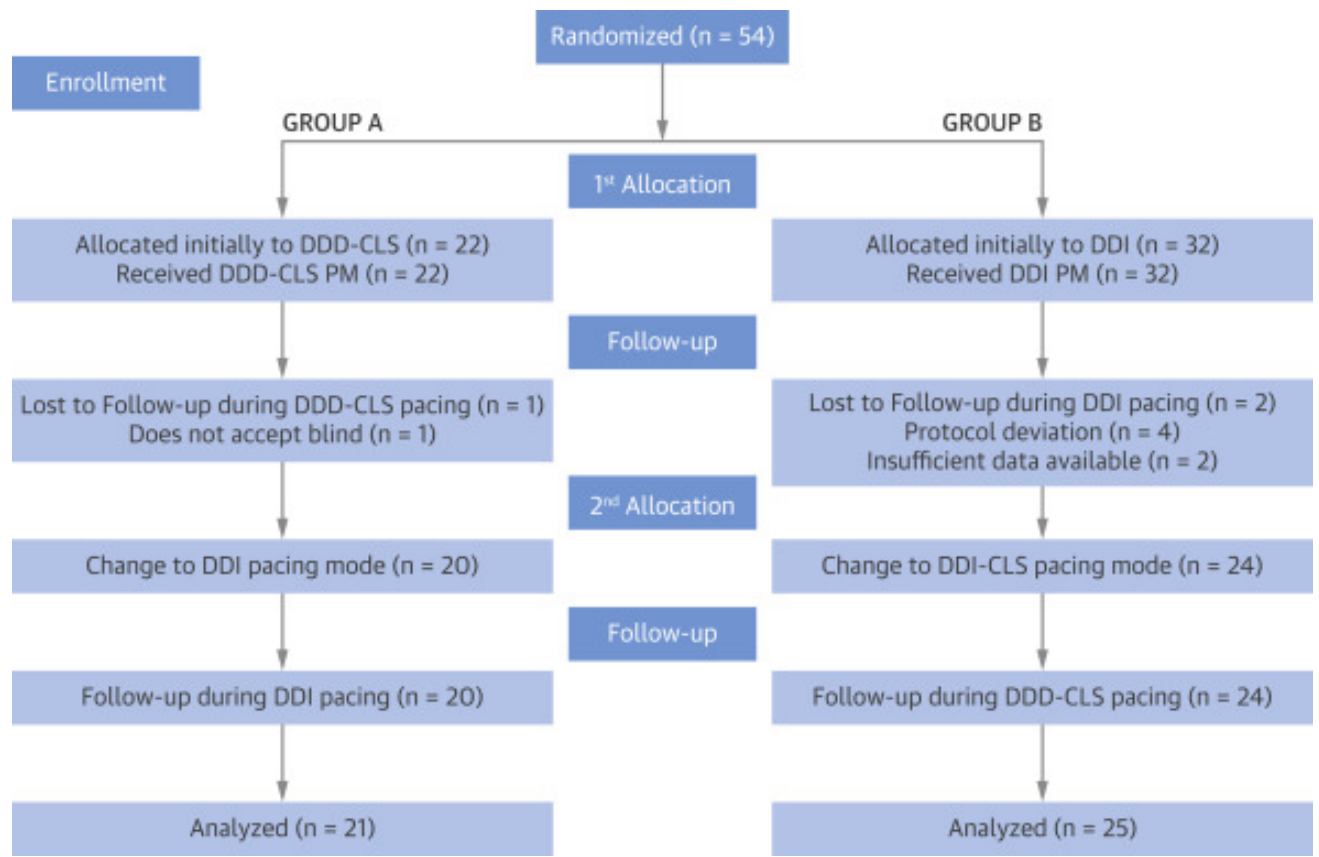 Randomized (n = 54)
Enrollment
GROUP A
GROUP B
1st Allocation
Allocated initially to DDD-CLS (n = 22)
Received DDD-CLS PM (n = 22)
Allocated initially to DDI (n = 32)
Received DDI PM (n = 32)
Follow-up
Lost to Follow-up during DDD-CLS pacing (n = 1)
Does not accept blind (n = 1)
Lost to Follow-up during DDI pacing (n = 2)
Protocol deviation (n = 4)
Insufficient data available (n = 2)
2nd Allocation
Change to DDI pacing mode (n = 20)
Change to DDI-CLS pacing mode (n = 24)
Follow-up
Follow-up during DDI pacing (n = 20)
Follow-up during DDD-CLS pacing (n = 24)
Analyzed (n = 21)
Analyzed (n = 25)